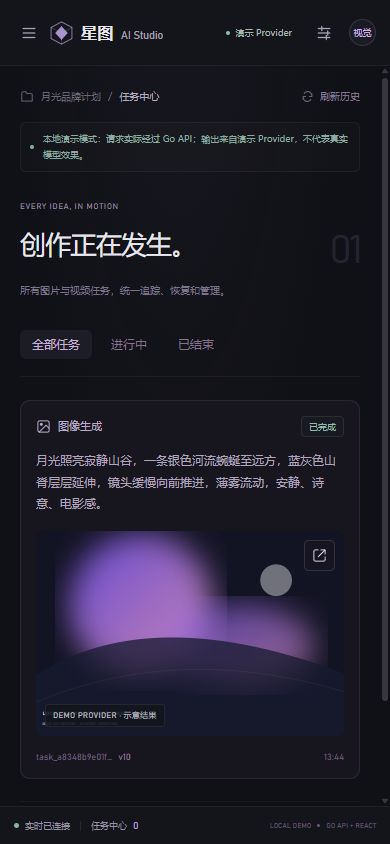 星图 AI Studio 演示 Provider 视觉
月光品牌计划 / 任务中心 刷新历史
本地演示模式：请求实际经过 Go API；输出来自演示 Provider，不代表真实
模型效果。
EVERY IDEA, IN MOTION
创作正在发生。 01
所有图片与视频任务，统一追踪、恢复和管理。
全部任务 进行中 已结束
图像生成 已完成
月光照亮寂静山谷，一条银色河流蜿蜒至远方，蓝灰色山
脊层层延伸，镜头缓慢向前推进，薄雾流动，安静、诗
意、电影感。
DEMO PROVIDER · 示意结果
task_a8348b9e01f... v10 13:44
实时已连接 任务中心 0 LOCAL DEMO GO API + REACT